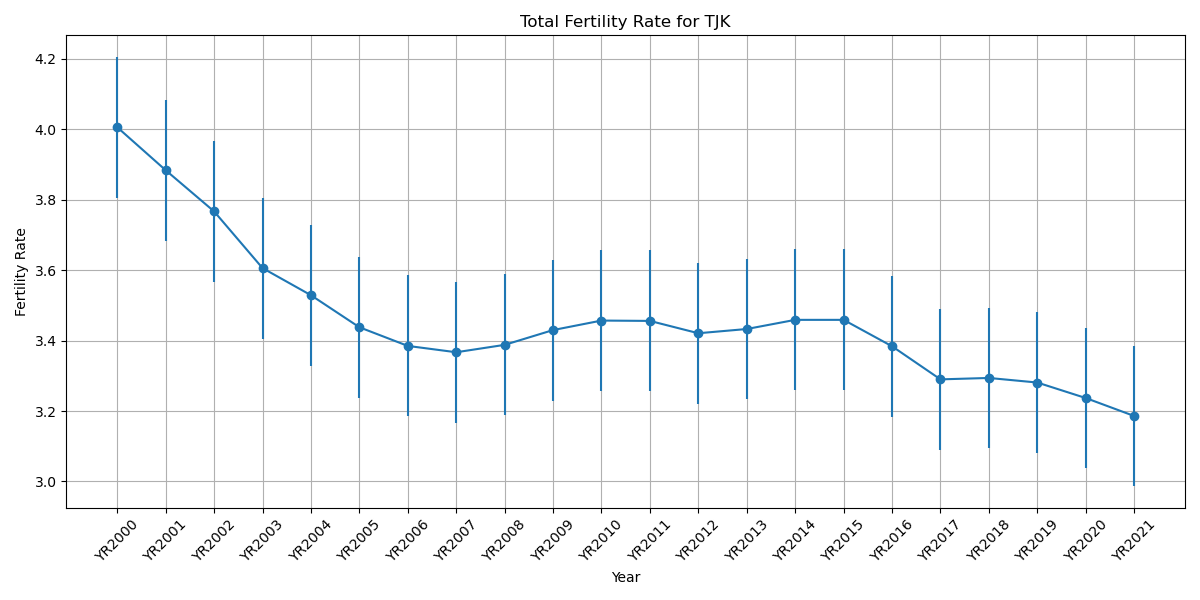 Total Fertility Rate for TJK
Fertility Rate
4.2
4.0
3.8
3.6
3.4
3.2
3.0
YR2000
YR2001
YR2002
YR2003
YR2004
YR2005
YR2006
YR2007
YR2008
YR2009
YR2010
YR2011
YR2012
YR2013
YR2014
YR2015
YR2016
YR2017
YR2018
YR2019
YR2020
YR2021
Year